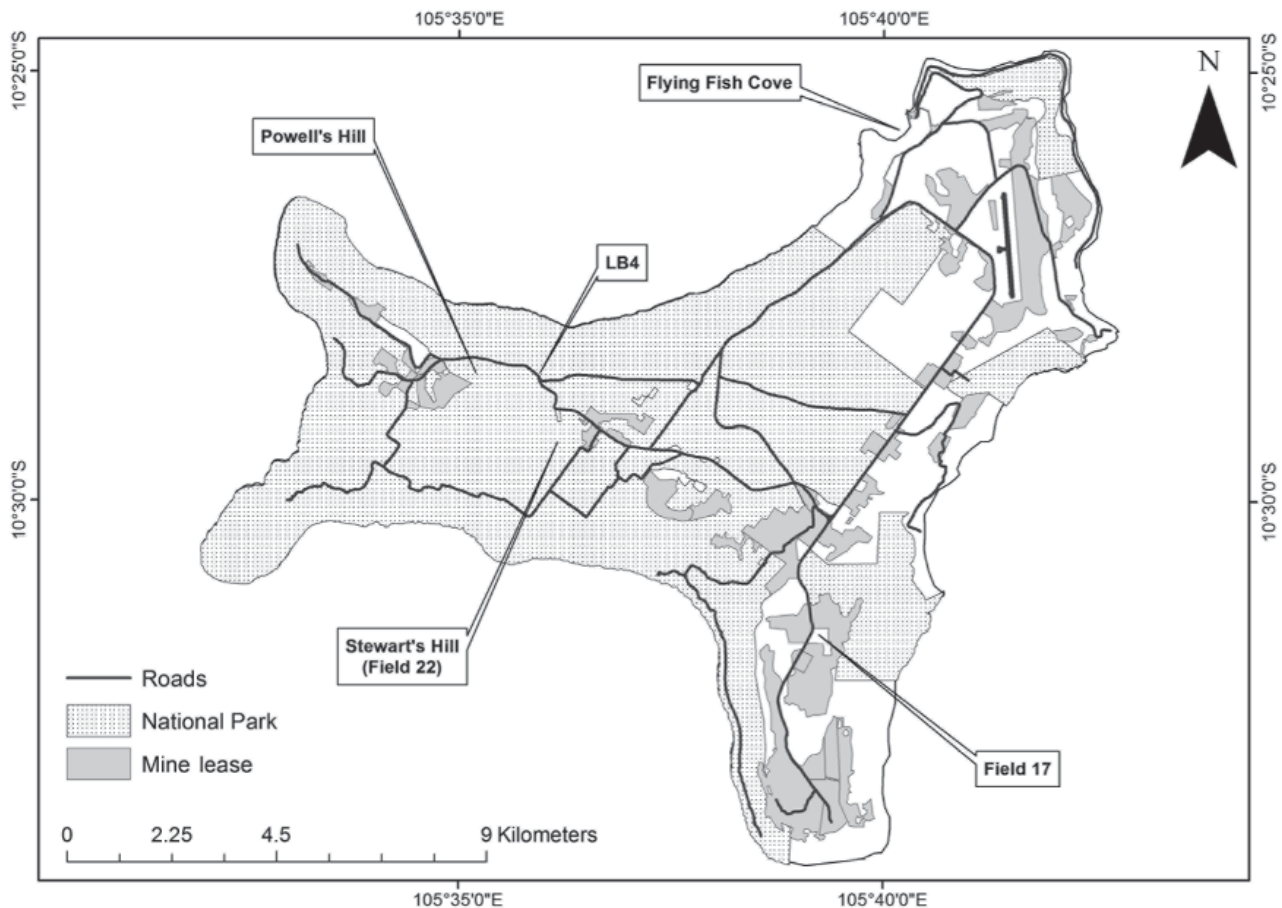 105°35'0"E
105°40'0"E
10°25'0"S
10°25'0"S
N
Flying Fish Cove
Powell's Hill
LB4
10°30'0"S
10°30'0"S
Stewart's Hill
(Field 22)
Roads
National Park
Mine lease
Field 17
0 2.25 4.5 9 Kilometers
105°35'0"E
105°40'0"E